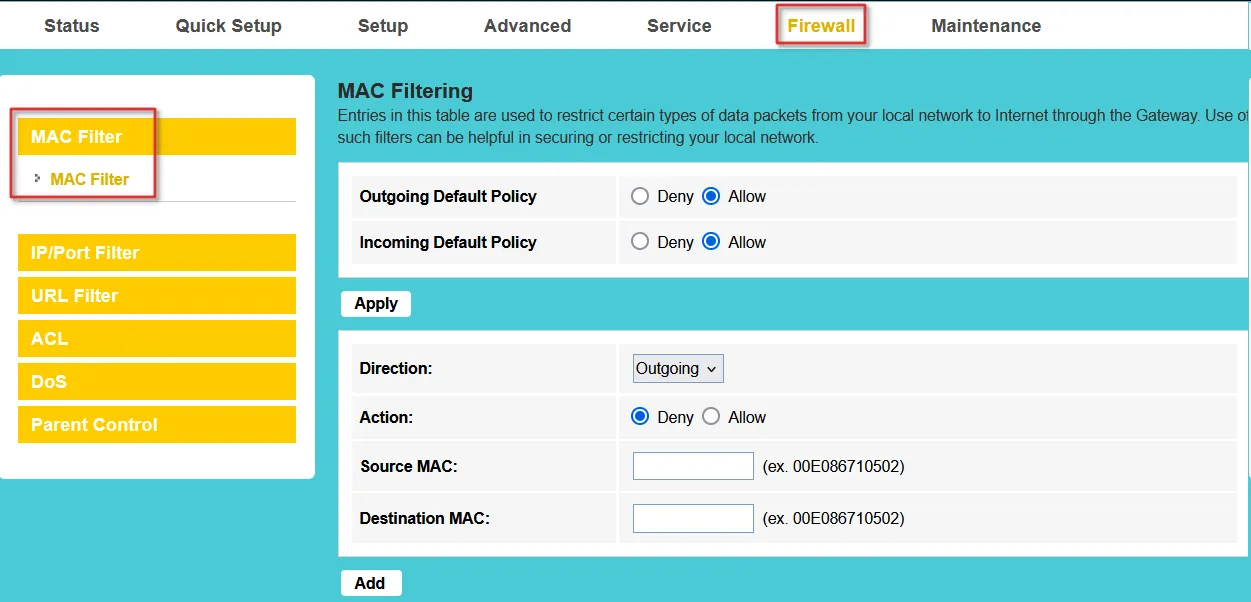 Status Quick Setup Setup Advanced Service Firewall Maintenance
MAC Filter
MAC Filter
IP/Port Filter
URL Filter
ACL
DoS
Parent Control
MAC Filtering
Entries in this table are used to restrict certain types of data packets from your local network to Internet through the Gateway. Use of
such filters can be helpful in securing or restricting your local network.
Outgoing Default Policy Deny Allow
Incoming Default Policy Deny Allow
Apply
Direction: Outgoing
Action: Deny Allow
Source MAC: (ex. 00E086710502)
Destination MAC: (ex. 00E086710502)
Add